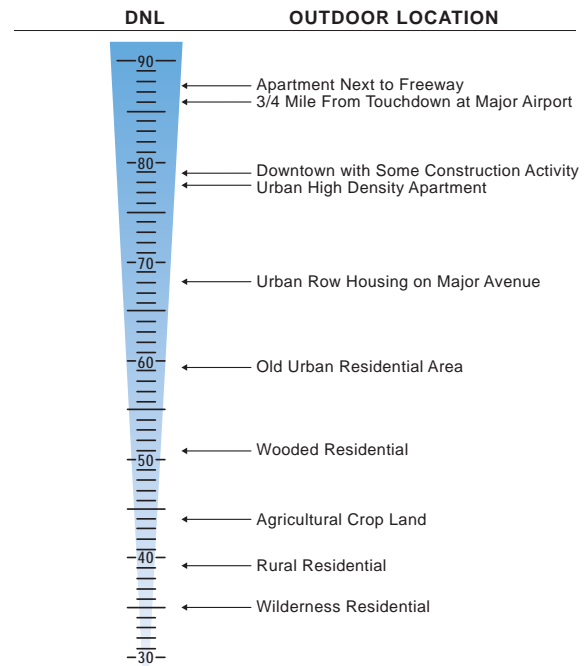 DNL OUTDOOR LOCATION
90
Apartment Next to Freeway
3/4 Mile From Touchdown at Major Airport
80
Downtown with Some Construction Activity
Urban High Density Apartment
70
Urban Row Housing on Major Avenue
60
Old Urban Residential Area
Wooded Residential
50
Agricultural Crop Land
40
Rural Residential
Wilderness Residential
30